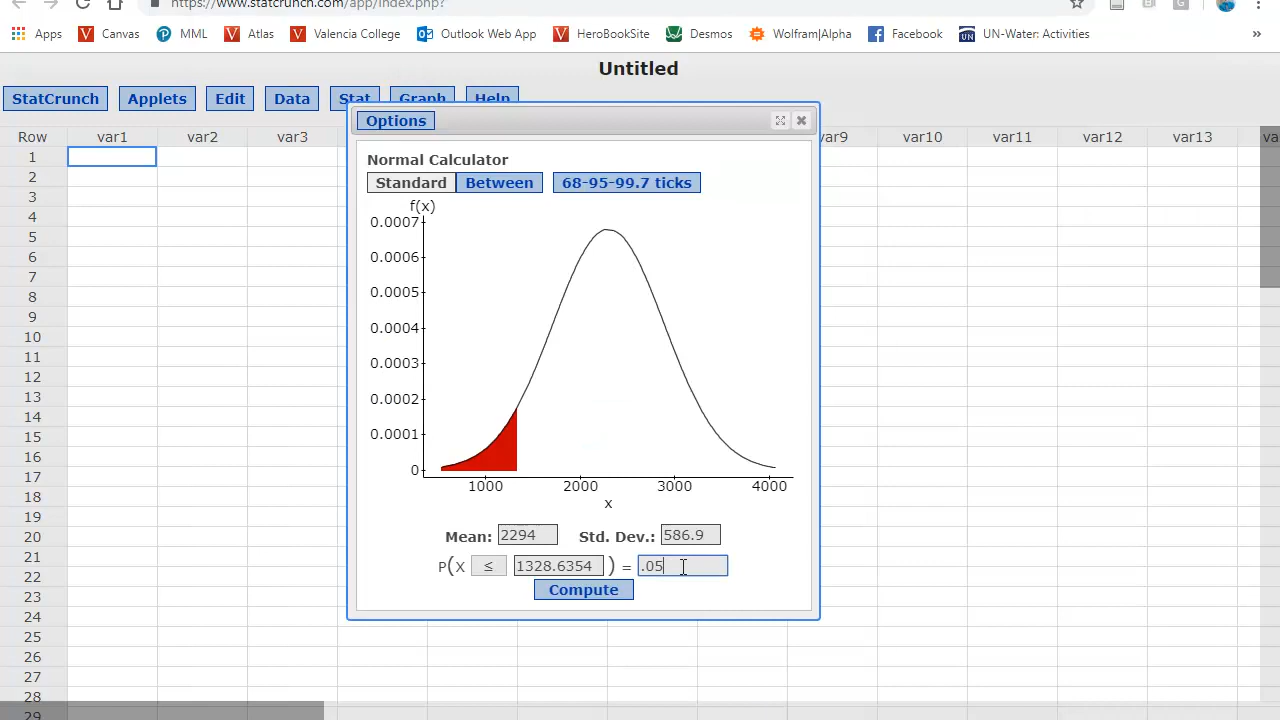 https://www.statcrunch.com/app/index.php?
Apps Canvas MML Atlas Valencia College Outlook Web App HeroBookSite Desmos Wolfram|Alpha Facebook UN-Water: Activities »
Untitled
StatCrunch Applets Edit Data Stat Graph Help
Options
Row var1 var2 var3 var9 var10 var11 var12 var13 va
Normal Calculator
Standard Between 68-95-99.7 ticks
f(x)
0.0007
0.0006
0.0005
0.0004
0.0003
0.0002
0.0001
0
1000 2000 3000 4000
x
Mean: 2294 Std. Dev.: 586.9
P(X ≤ 1328.6354 ) = .05
Compute
1
2
3
4
5
6
7
8
9
10
11
12
13
14
15
16
17
18
19
20
21
22
23
24
25
26
27
28
29